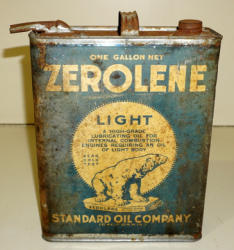 ONE GALLON NET
ZEROLENE
LIGHT
A HIGH-GRADE
LUBRICATING OIL FOR
INTERNAL COMBUSTION
ENGINES REQUIRING AN OIL
OF LIGHT BODY
ZEROLENE
STANDARD OIL COMPANY